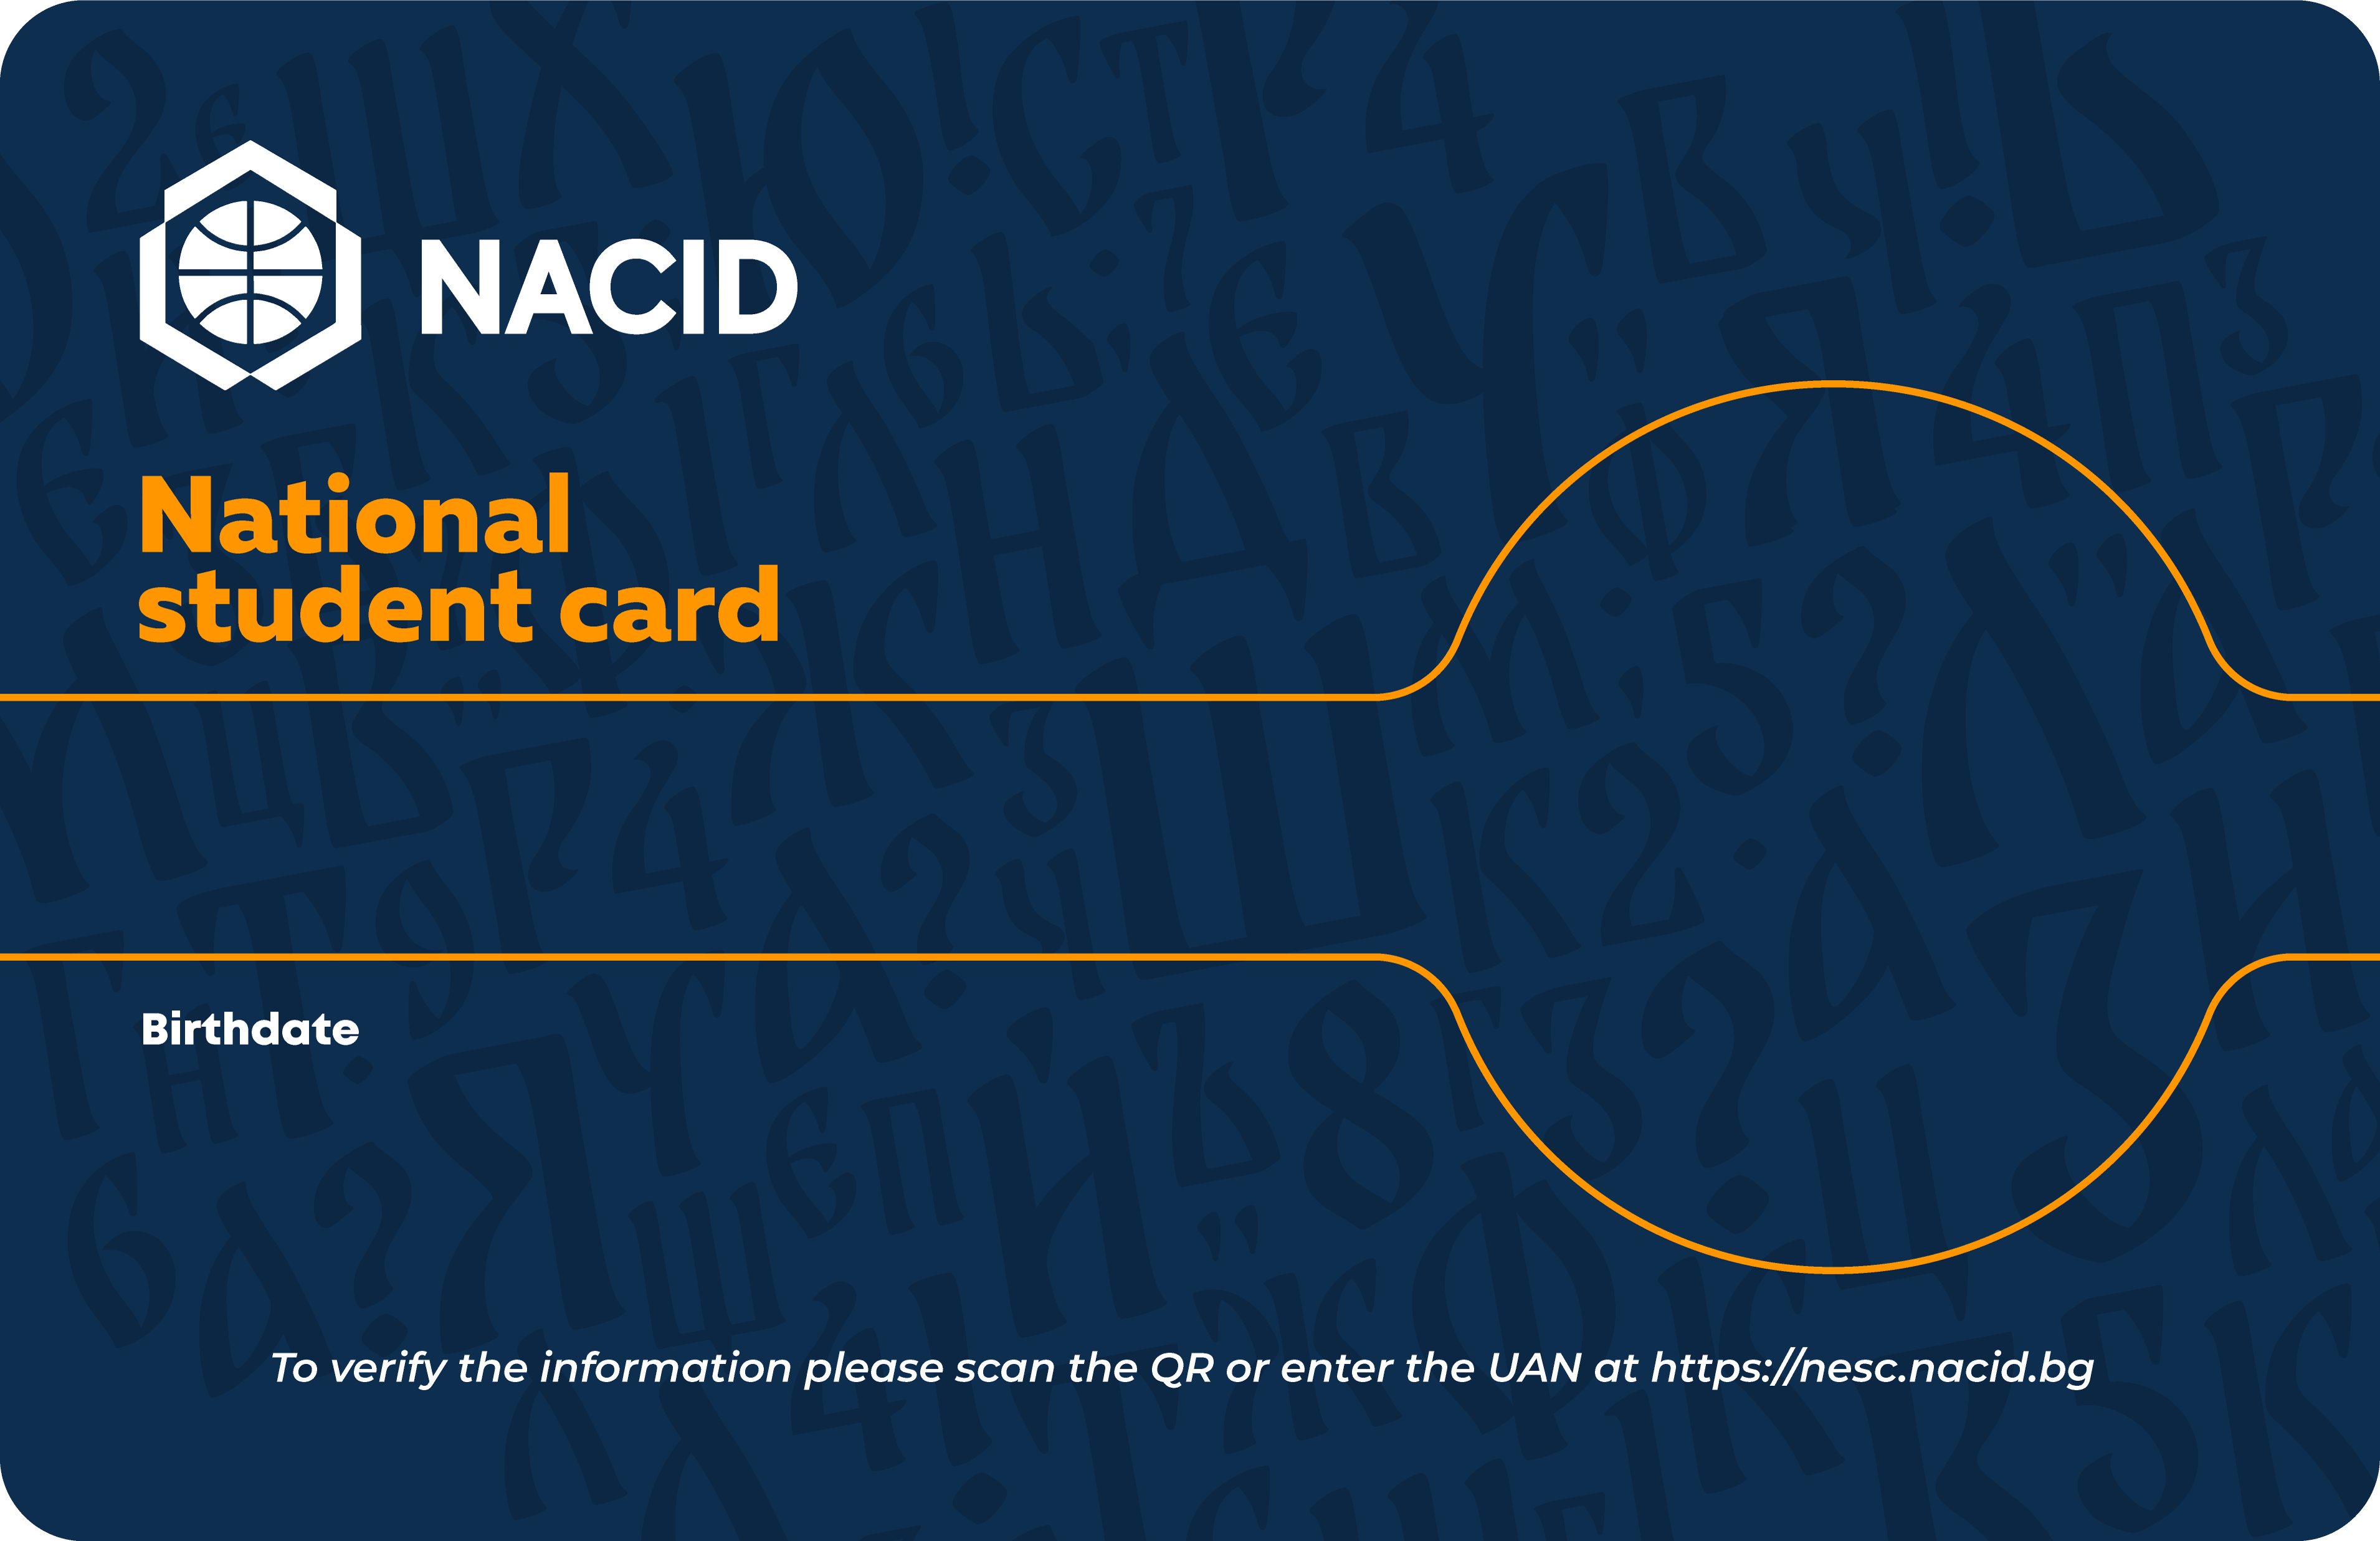 NACID
National
student card
Birthdate
To verify the information please scan the QR or enter the UAN at https://nesc.nacid.bg